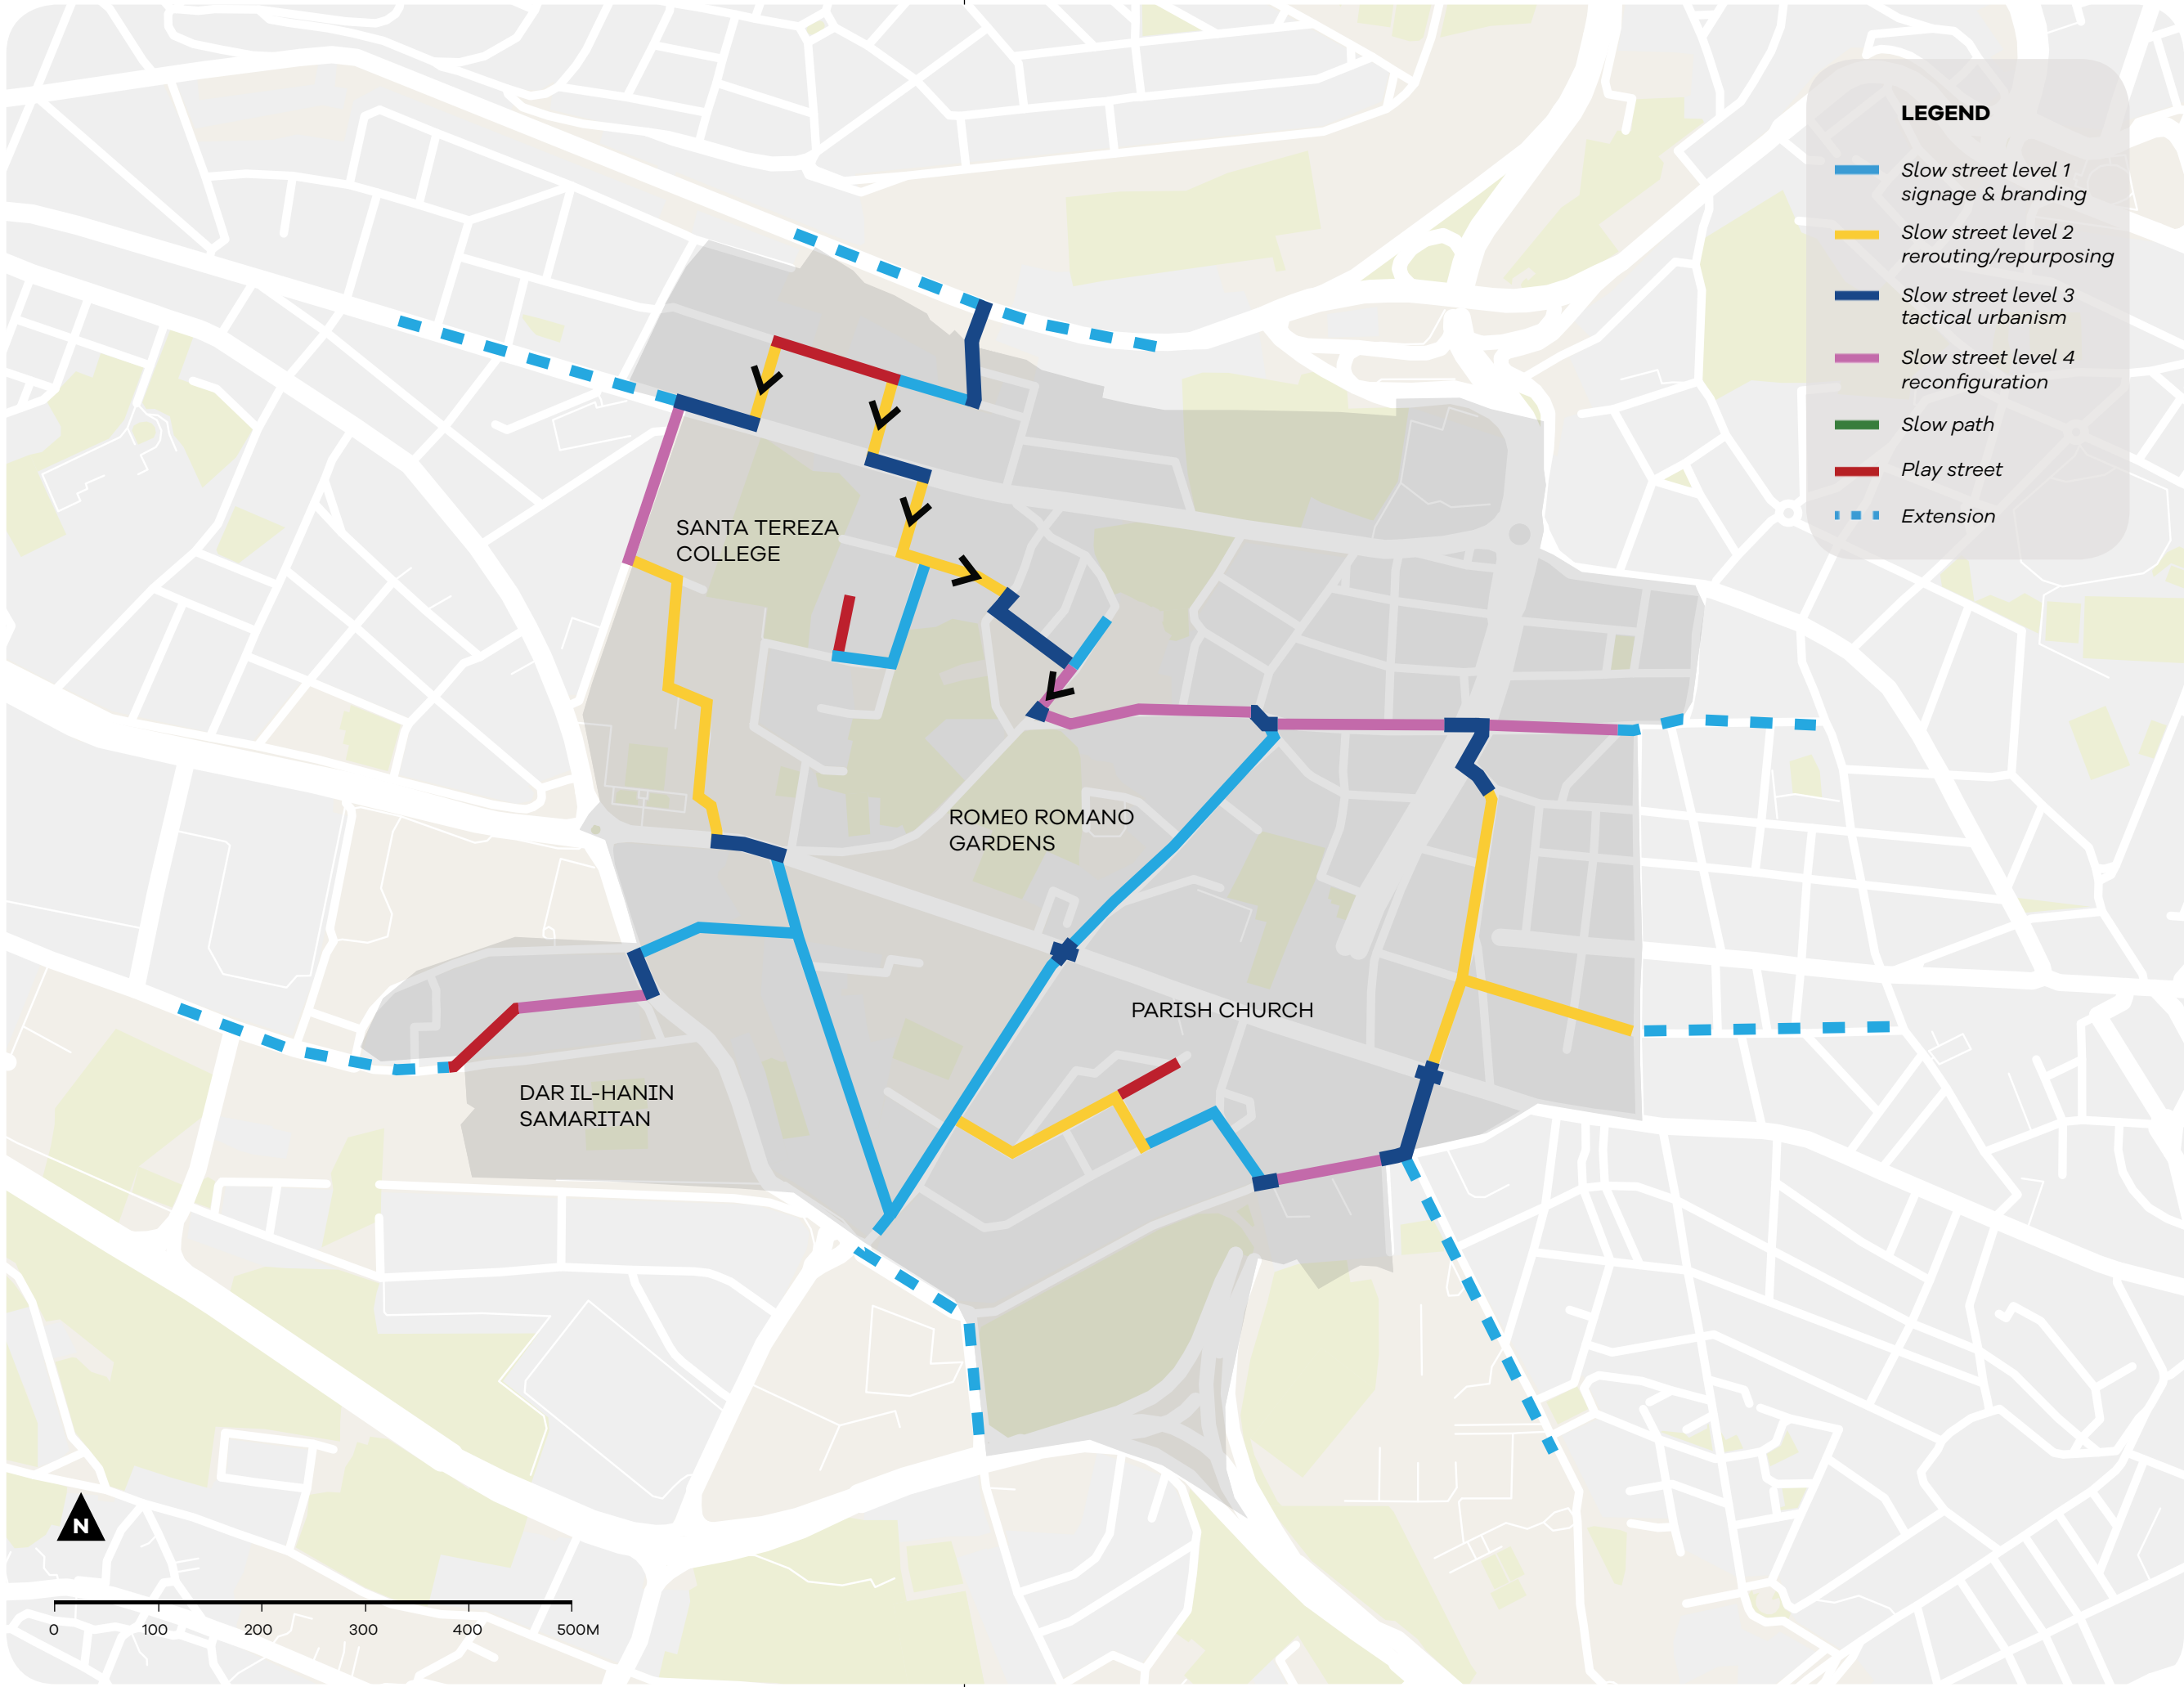 LEGEND
Slow street level 1
signage & branding
Slow street level 2
rerouting/repurposing
Slow street level 3
tactical urbanism
Slow street level 4
reconfiguration
Slow path
Play street
Extension
SANTA TEREZA
COLLEGE
ROME0 ROMANO
GARDENS
PARISH CHURCH
DAR IL-HANIN
SAMARITAN
N
0 100 200 300 400 500M